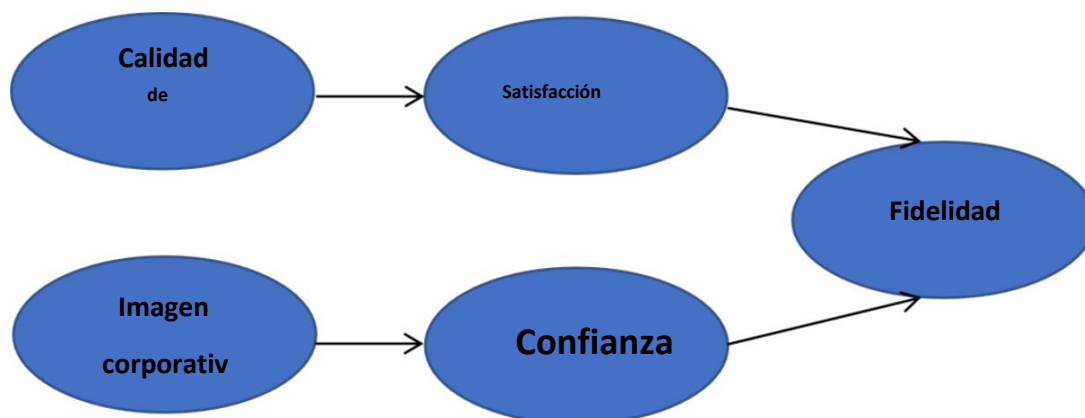 Calidad
de
Satisfacción
Fidelidad
Imagen
corporativ
Confianza